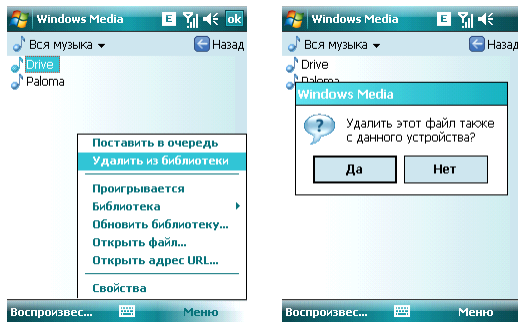 Windows Media E ok
Вся музыка Назад
Drive
Paloma
Поставить в очередь
Удалить из библиотеки
Проигрывается
Библиотека
Обновить библиотеку...
Открыть файл...
Открыть адрес URL...
Свойства
Воспроизвес... Меню
Windows Media E
Вся музыка Назад
Drive
Paloma
Windows Media
Удалить этот файл также
с данного устройства?
Да Нет
Воспроизвес... Меню